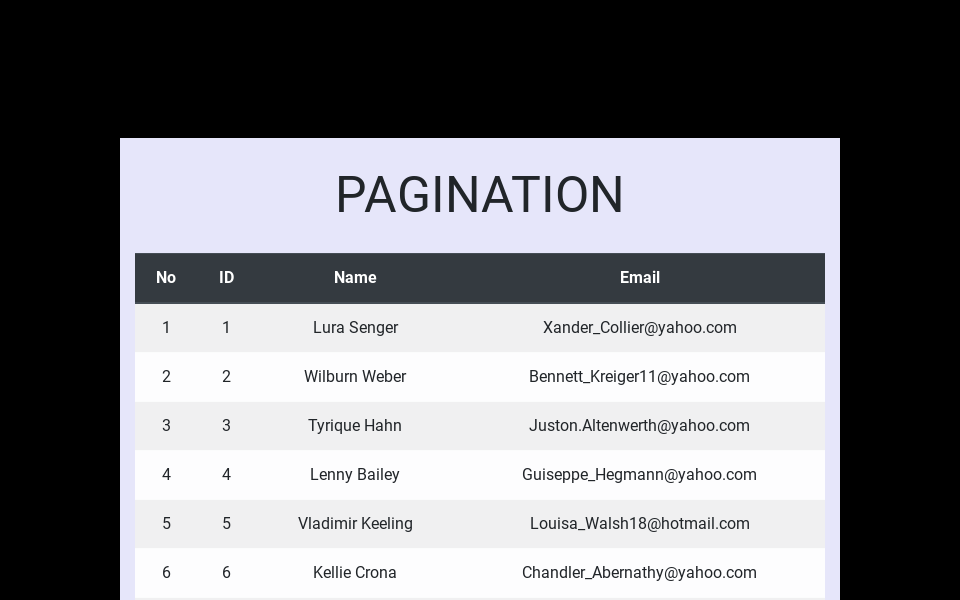 PAGINATION
No ID Name Email
1 1 Lura Senger Xander_Collier@yahoo.com
2 2 Wilburn Weber Bennett_Kreiger11@yahoo.com
3 3 Tyrique Hahn Juston.Altenwerth@yahoo.com
4 4 Lenny Bailey Guiseppe_Hegmann@yahoo.com
5 5 Vladimir Keeling Louisa_Walsh18@hotmail.com
6 6 Kellie Crona Chandler_Abernathy@yahoo.com